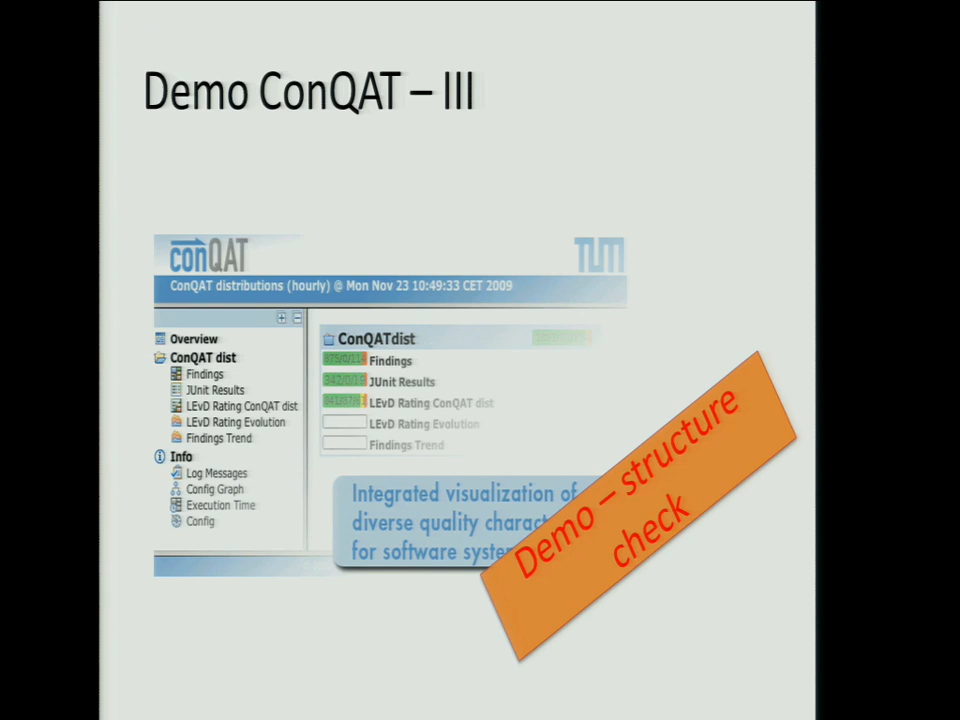 Demo ConQAT – III
conQAT
TUM
ConQAT distributions (hourly) @ Mon Nov 23 10:49:33 CET 2009
Overview
ConQAT dist
Findings
JUnit Results
LEvD Rating ConQAT dist
LEvD Rating Evolution
Findings Trend
Info
Log Messages
Config Graph
Execution Time
Config
ConQATdist
Findings
JUnit Results
LEvD Rating ConQAT dist
LEvD Rating Evolution
Findings Trend
Integrated visualization of
diverse quality charact
for software syste
Demo – structure
check